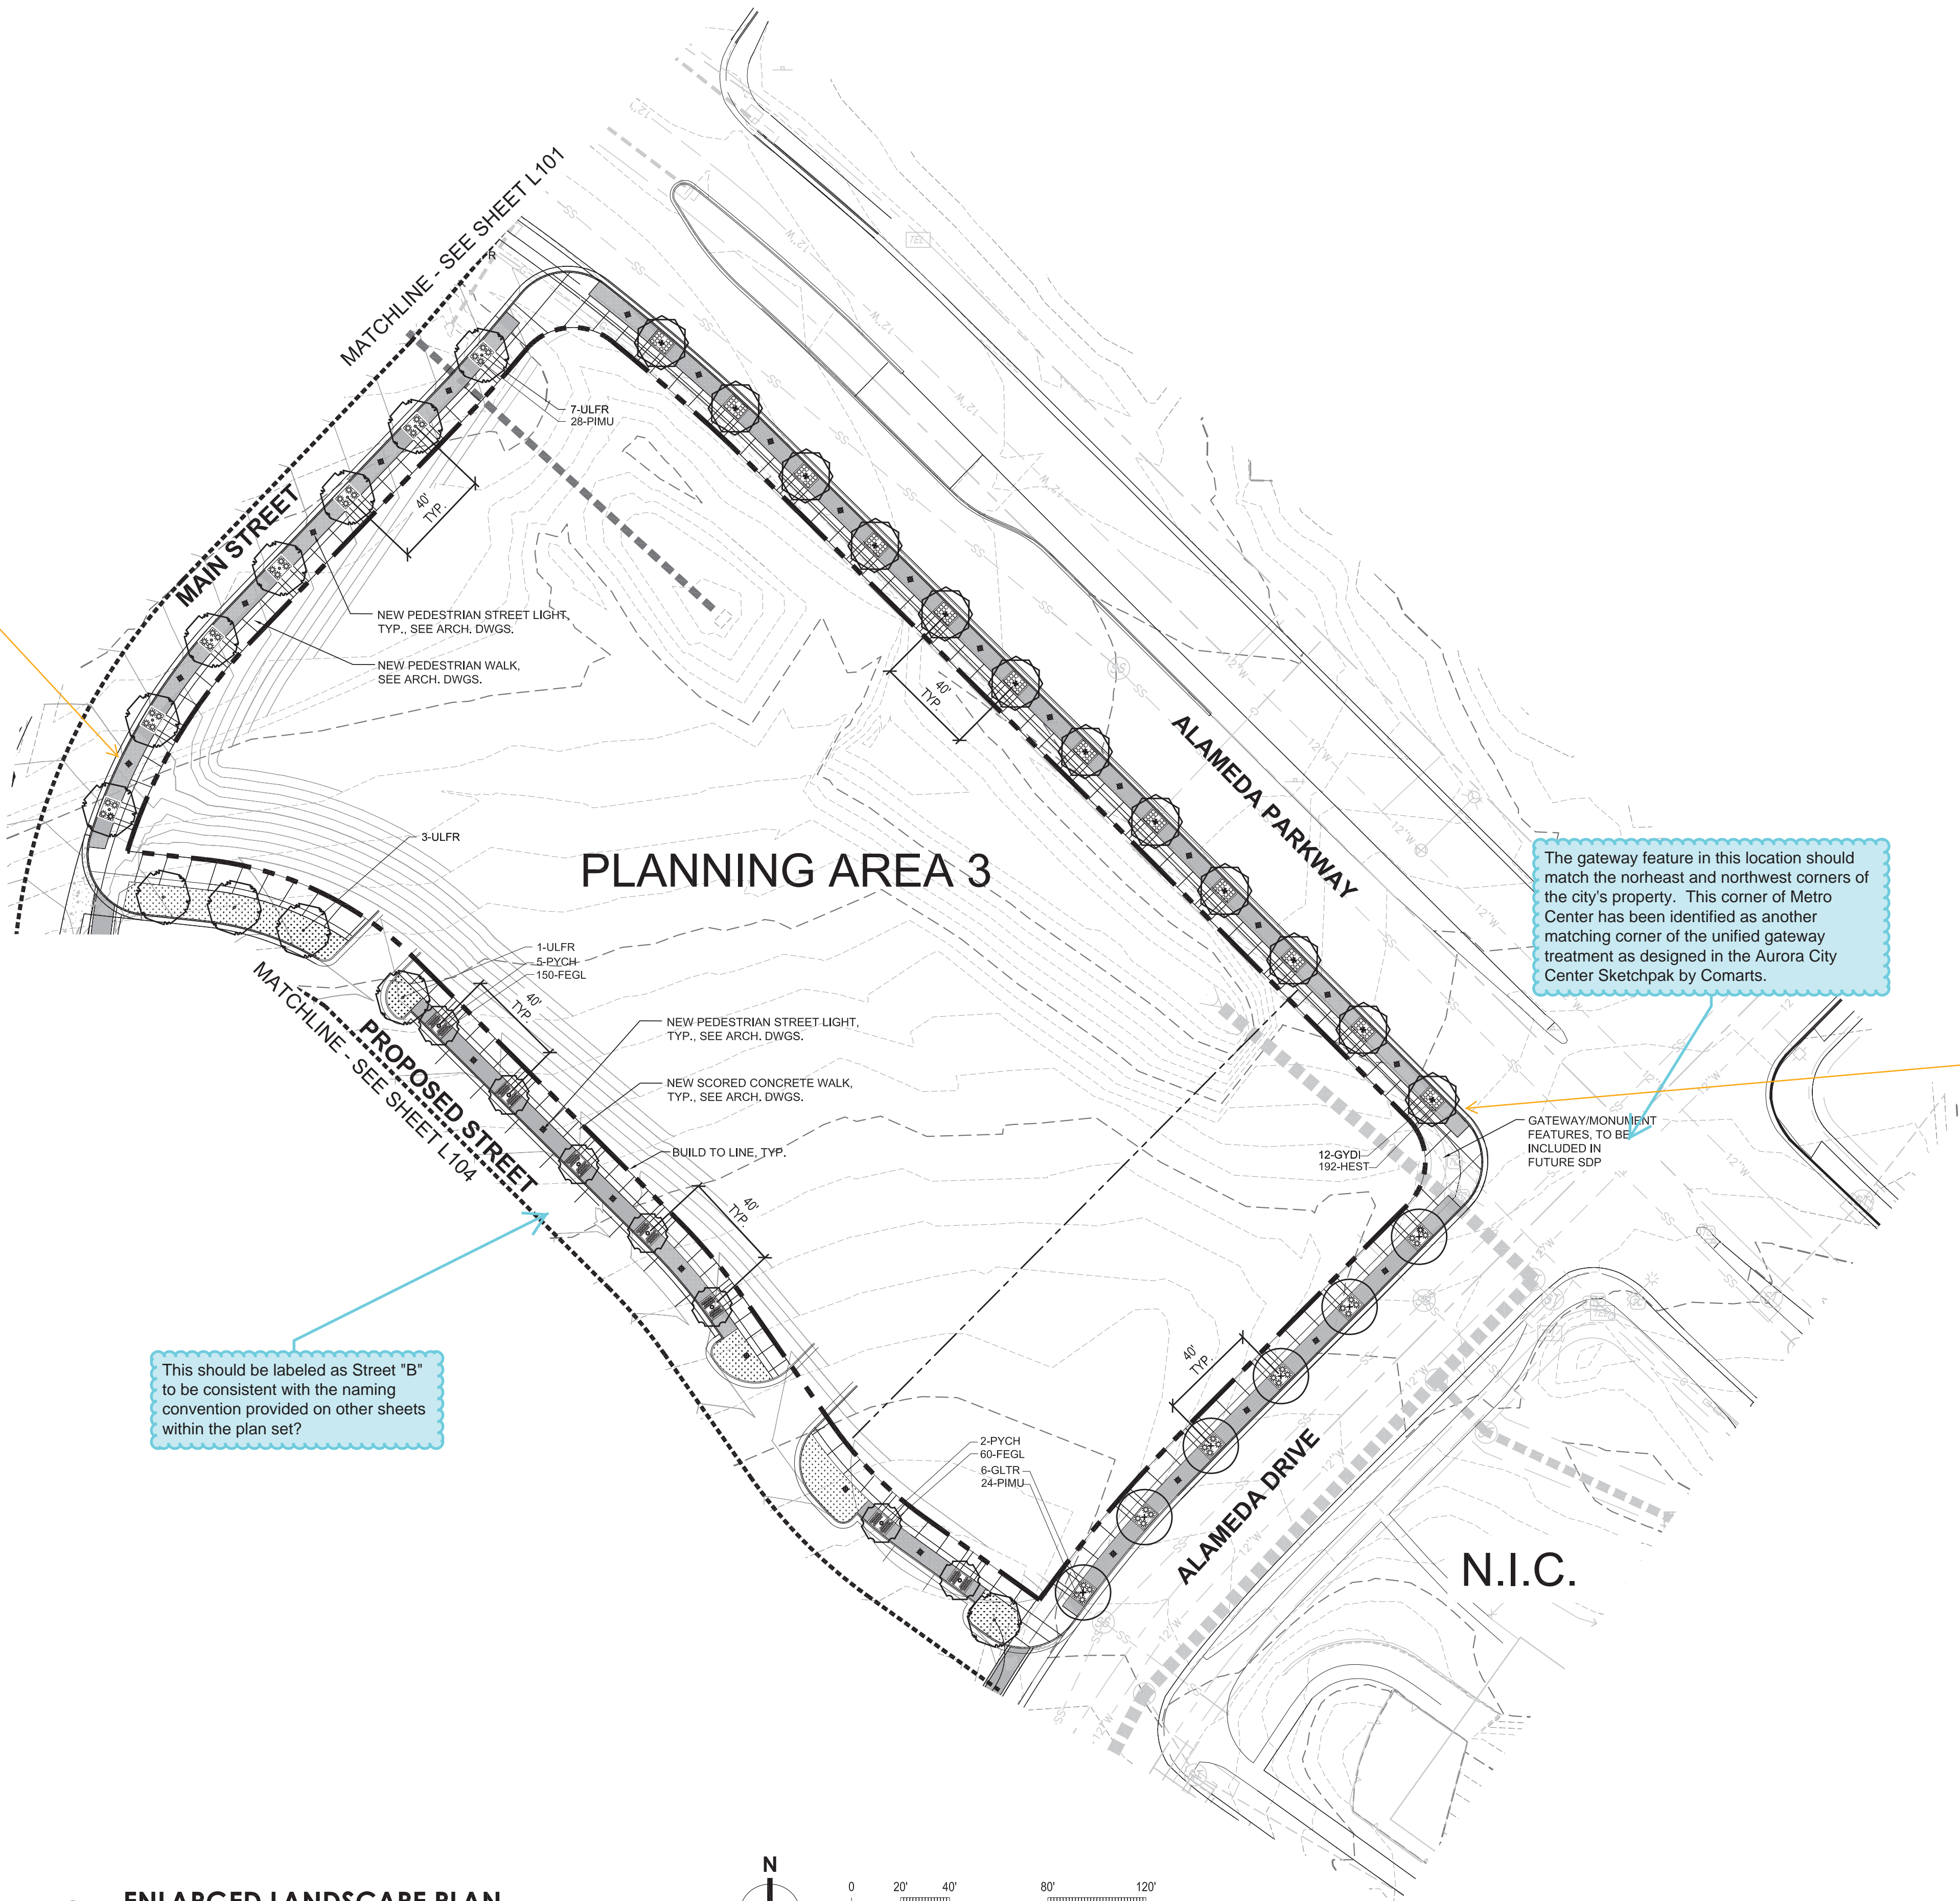 MATCHLINE - SEE SHEET L101
MAIN STREET
7-ULFR
28-PIMU
40'
TYP.
NEW PEDESTRIAN STREET LIGHT,
TYP., SEE ARCH. DWGS.
NEW PEDESTRIAN WALK,
SEE ARCH. DWGS.
TEL
12"W
SS
40'
TYP.
ALAMEDA PARKWAY
3-ULFR
PLANNING AREA 3
The gateway feature in this location should
match the norheast and northwest corners of
the city's property. This corner of Metro
Center has been identified as another
matching corner of the unified gateway
treatment as designed in the Aurora City
Center Sketchpak by Comarts.
1-ULFR
5-PYCH
150-FEGL
40'
TYP.
MATCHLINE - SEE SHEET L104
PROPOSED STREET
NEW PEDESTRIAN STREET LIGHT,
TYP., SEE ARCH. DWGS.
NEW SCORED CONCRETE WALK,
TYP., SEE ARCH. DWGS.
BUILD TO LINE, TYP.
40'
TYP.
12-GYDI
192-HEST
GATEWAY/MONUMENT
FEATURES, TO BE
INCLUDED IN
FUTURE SDP
This should be labeled as Street "B"
to be consistent with the naming
convention provided on other sheets
within the plan set?
40'
TYP.
2-PYCH
60-FEGL
6-GLTR
24-PIMU
ALAMEDA DRIVE
N.I.C.
ENLARGED LANDSCAPE PLAN
N
0 20' 40' 80' 120'